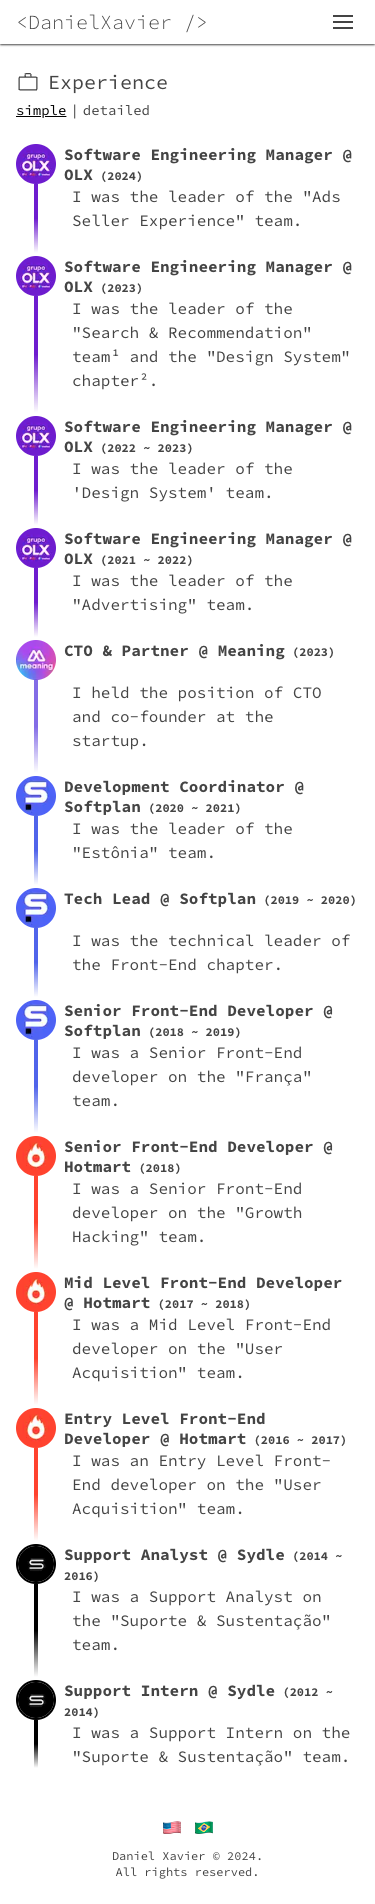 <DanielXavier />
Experience
simple | detailed
grupo
OLX
Software Engineering Manager @
OLX (2024)
I was the leader of the "Ads
Seller Experience" team.
grupo
OLX
Software Engineering Manager @
OLX (2023)
I was the leader of the
"Search & Recommendation"
team¹ and the "Design System"
chapter².
grupo
OLX
Software Engineering Manager @
OLX (2022 ~ 2023)
I was the leader of the
'Design System' team.
grupo
OLX
Software Engineering Manager @
OLX (2021 ~ 2022)
I was the leader of the
"Advertising" team.
meaning
CTO & Partner @ Meaning (2023)
I held the position of CTO
and co-founder at the
startup.
Development Coordinator @
Softplan (2020 ~ 2021)
I was the leader of the
"Estônia" team.
Tech Lead @ Softplan (2019 ~ 2020)
I was the technical leader of
the Front-End chapter.
Senior Front-End Developer @
Softplan (2018 ~ 2019)
I was a Senior Front-End
developer on the "França"
team.
Senior Front-End Developer @
Hotmart (2018)
I was a Senior Front-End
developer on the "Growth
Hacking" team.
Mid Level Front-End Developer
@ Hotmart (2017 ~ 2018)
I was a Mid Level Front-End
developer on the "User
Acquisition" team.
Entry Level Front-End
Developer @ Hotmart (2016 ~ 2017)
I was an Entry Level Front-
End developer on the "User
Acquisition" team.
Support Analyst @ Sydle (2014 ~
2016)
I was a Support Analyst on
the "Suporte & Sustentação"
team.
Support Intern @ Sydle (2012 ~
2014)
I was a Support Intern on the
"Suporte & Sustentação" team.
Daniel Xavier © 2024.
All rights reserved.